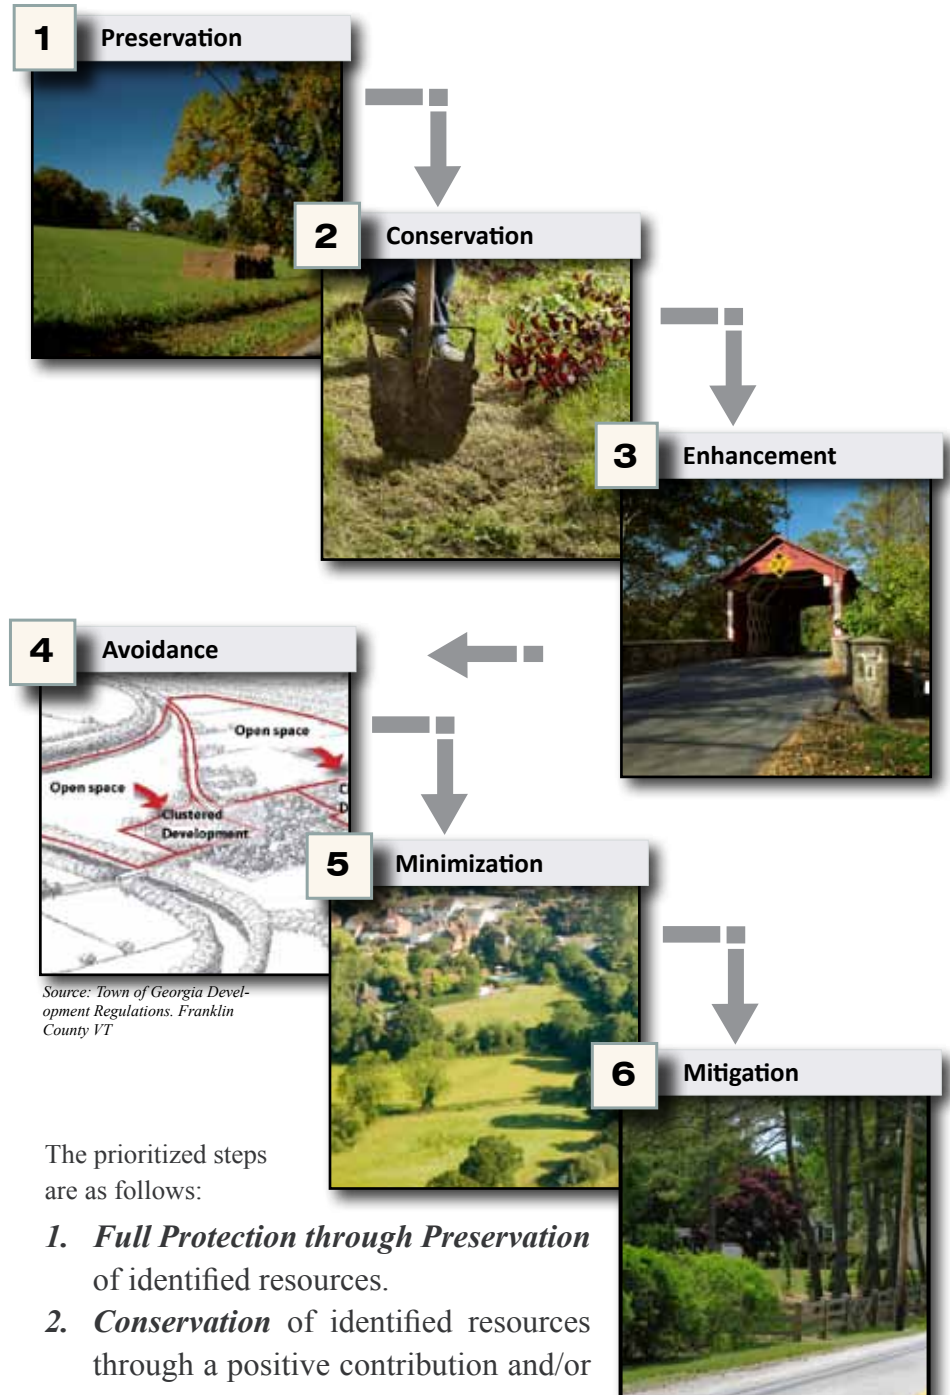 1 Preservation
2 Conservation
3 Enhancement
4 Avoidance
Open space
Open space
Clustered
Development
C
D
Source: Town of Georgia Devel-
opment Regulations. Franklin
County VT
5 Minimization
6 Mitigation
The prioritized steps
are as follows:
1. Full Protection through Preservation
of identified resources.
2. Conservation of identified resources
through a positive contribution and/or